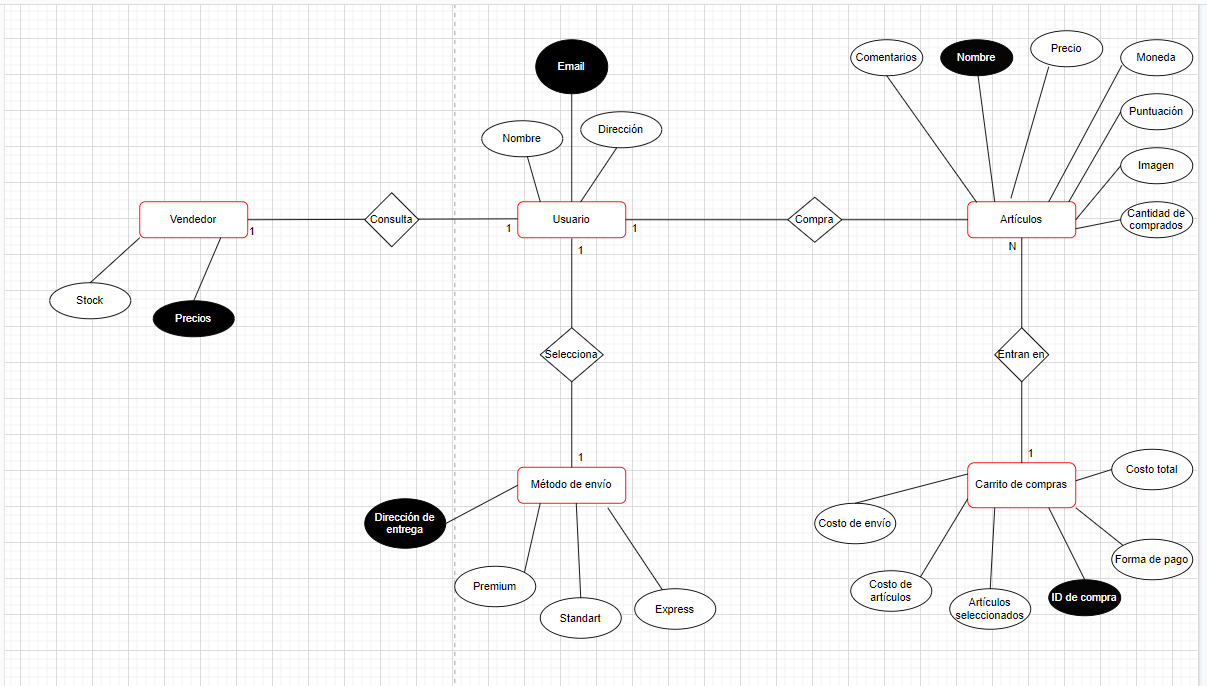 Email
Nombre
Dirección
Comentarios
Nombre
Precio
Moneda
Puntuación
Imagen
Cantidad de
comprados
Vendedor
1
Consulta
1
Usuario
1
1
Compra
Artículos
N
Stock
Precios
Selecciona
Entran en
1
Método de envío
1
Carrito de compras
Costo total
Dirección de
entrega
Costo de envío
Forma de pago
Premium
Standart
Express
Costo de
artículos
Artículos
seleccionados
ID de compra